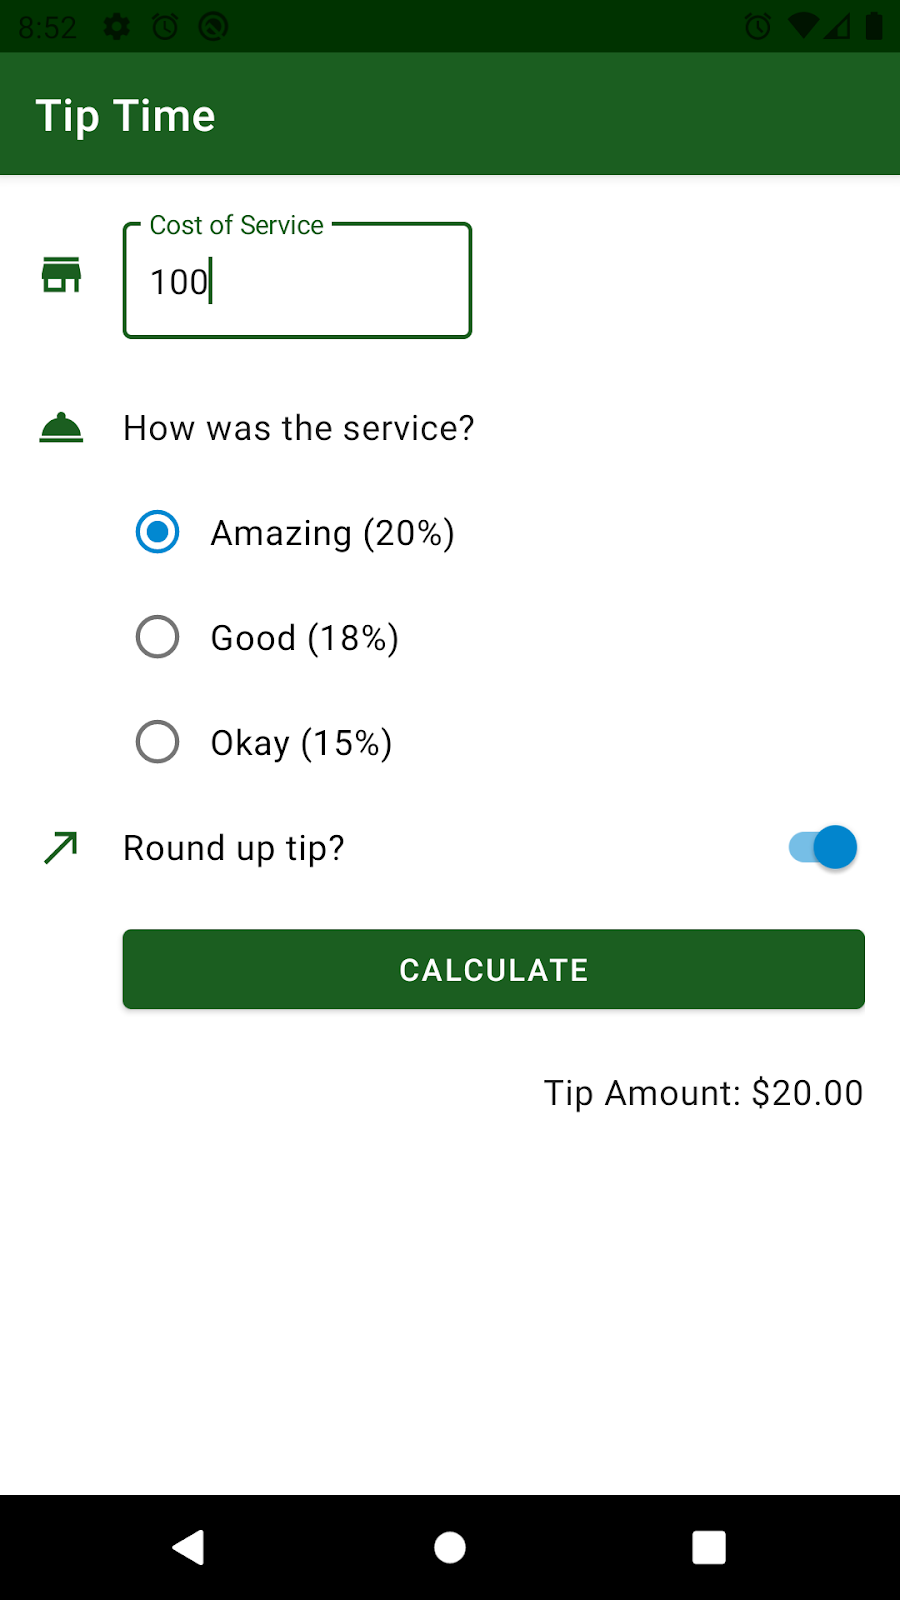 8:52
Tip Time
Cost of Service
100
How was the service?
Amazing (20%)
Good (18%)
Okay (15%)
Round up tip?
CALCULATE
Tip Amount: $20.00